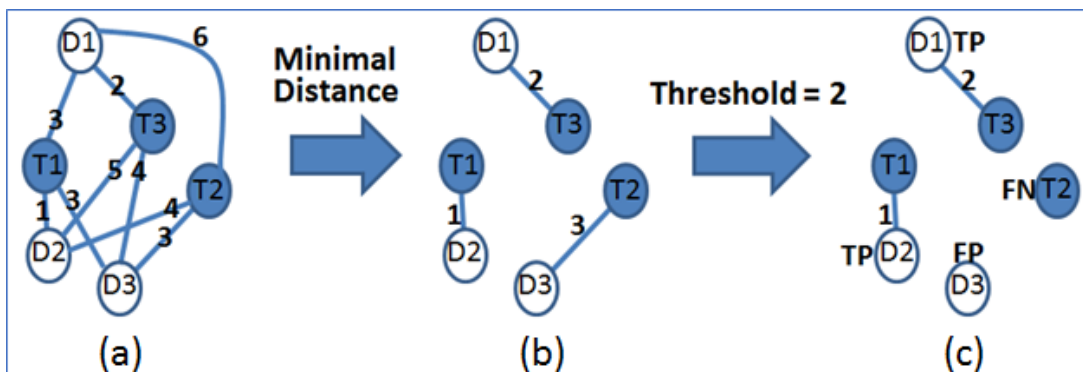 D1
6
2
3
T3
T1
5
4
T2
1
3
4
3
D2
D3
(a)
Minimal
Distance
D1
2
T3
T1
T2
1
3
D2
D3
(b)
Threshold = 2
D1 TP
2
T3
T1
FN T2
1
TP D2
FP
D3
(c)